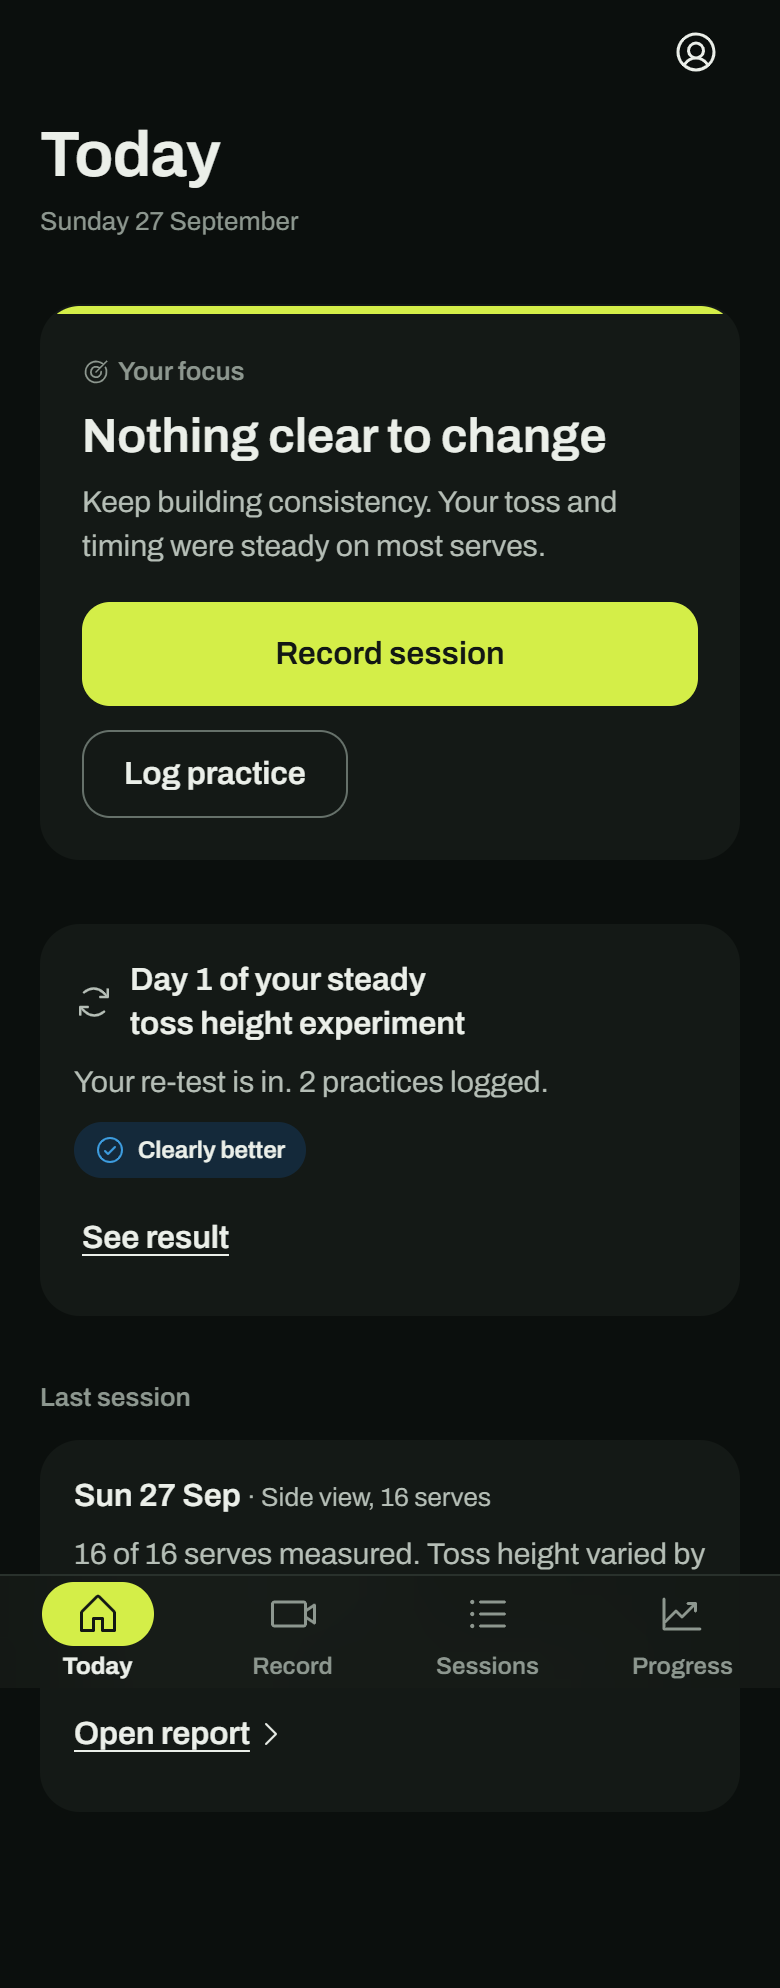 Today
Sunday 27 September
Your focus
Nothing clear to change
Keep building consistency. Your toss and
timing were steady on most serves.
Record session
Log practice
Day 1 of your steady
toss height experiment
Your re-test is in. 2 practices logged.
Clearly better
See result
Last session
Sun 27 Sep · Side view, 16 serves
16 of 16 serves measured. Toss height varied by
Today
Record
Sessions
Progress
Open report